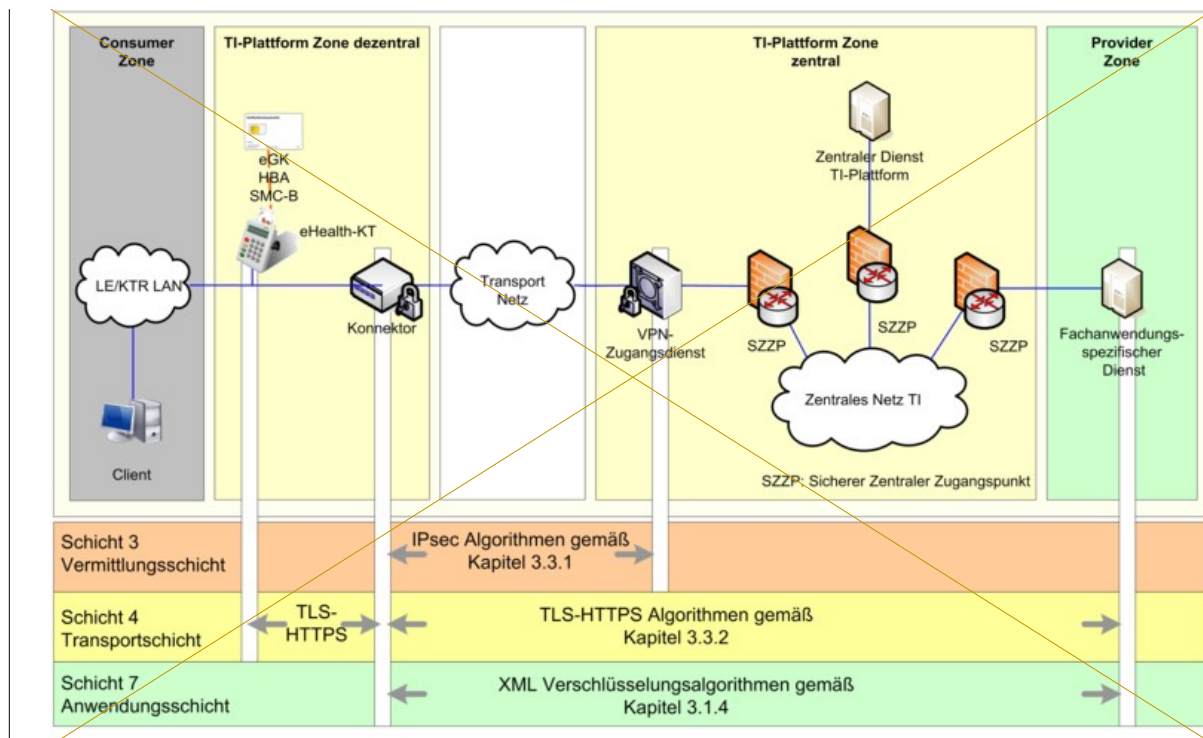 Consumer
Zone
TI-Plattform Zone dezentral
TI-Plattform Zone
zentral
Provider
Zone
eGK
HBA
SMC-B
eHealth-KT
LE/KTR LAN
Konnektor
Client
Transport
Netz
VPN-
Zugangsdienst
Zentraler Dienst
TI-Plattform
SZZP
SZZP
SZZP
Zentrales Netz TI
SZZP: Sicherer Zentraler Zugangspunkt
Fachanwendungs-
spezifischer
Dienst
Schicht 3
Vermittlungsschicht
IPsec Algorithmen gemäß
Kapitel 3.3.1
Schicht 4
Transportschicht
TLS-
HTTPS
TLS-HTTPS Algorithmen gemäß
Kapitel 3.3.2
Schicht 7
Anwendungsschicht
XML Verschlüsselungsalgorithmen gemäß
Kapitel 3.1.4